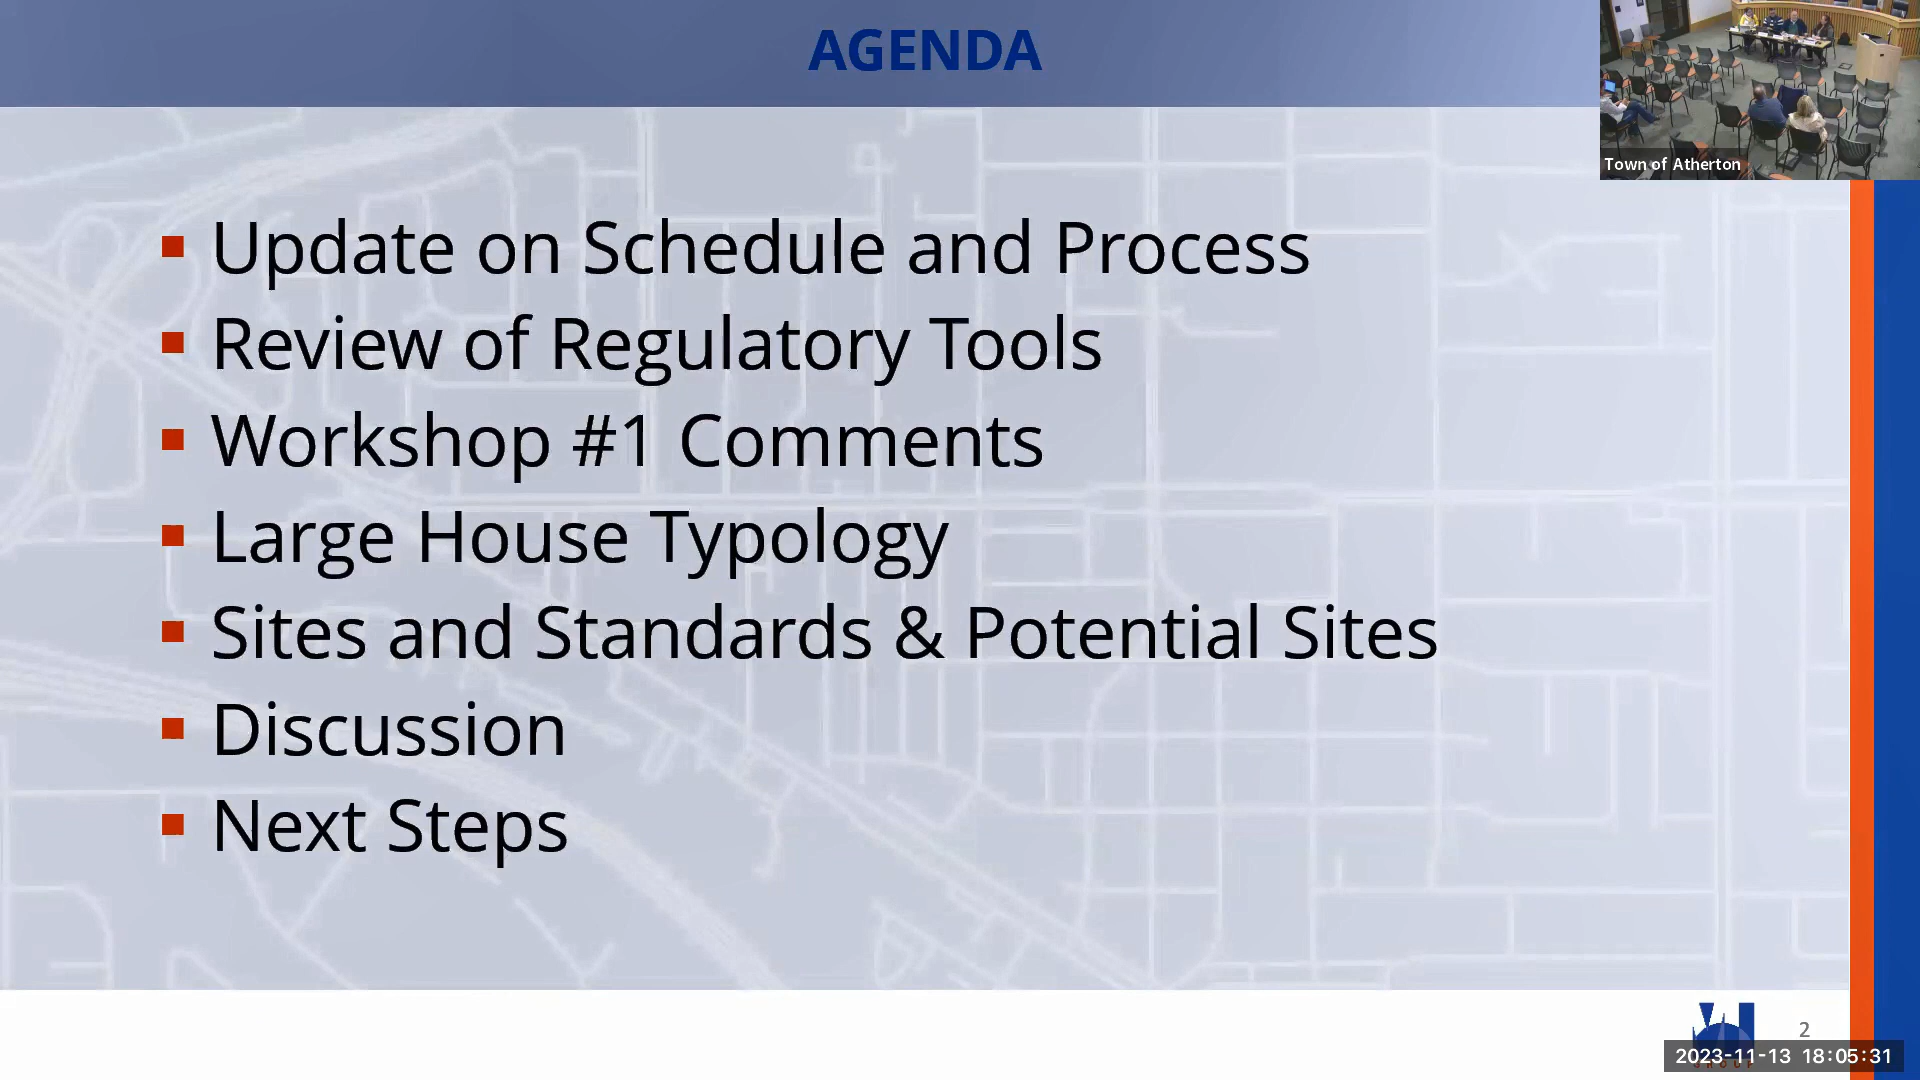 AGENDA
Town of Atherton
▪ Update on Schedule and Process
▪ Review of Regulatory Tools
▪ Workshop #1 Comments
▪ Large House Typology
▪ Sites and Standards & Potential Sites
▪ Discussion
▪ Next Steps
2
2023-11-13 18:05:31